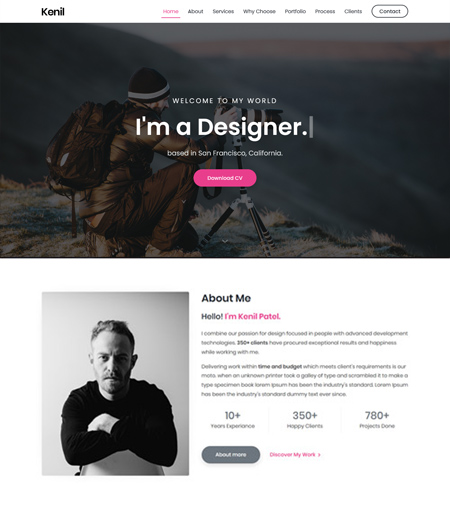 Kenil
Home About Services Why Choose Portfolio Process Clients Contact
WELCOME TO MY WORLD
I'm a Designer.
based in San Francisco, California.
Download CV
About Me
Hello! I'm Kenil Patel.
I combine our passion for design focused in people with advanced development
technologies. 350+ clients have procured exceptional results and happiness
while working with me.
Delivering work within time and budget which meets client's requirements is our
moto. when an unknown printer took a galley of type and scrambled it to make a
type specimen book lorem Ipsum has been the industry's standard. Lorem Ipsum
has been the industry's standard dummy text ever since.
10+ 350+ 780+
Years Experience Happy Clients Projects Done
About more Discover My Work »